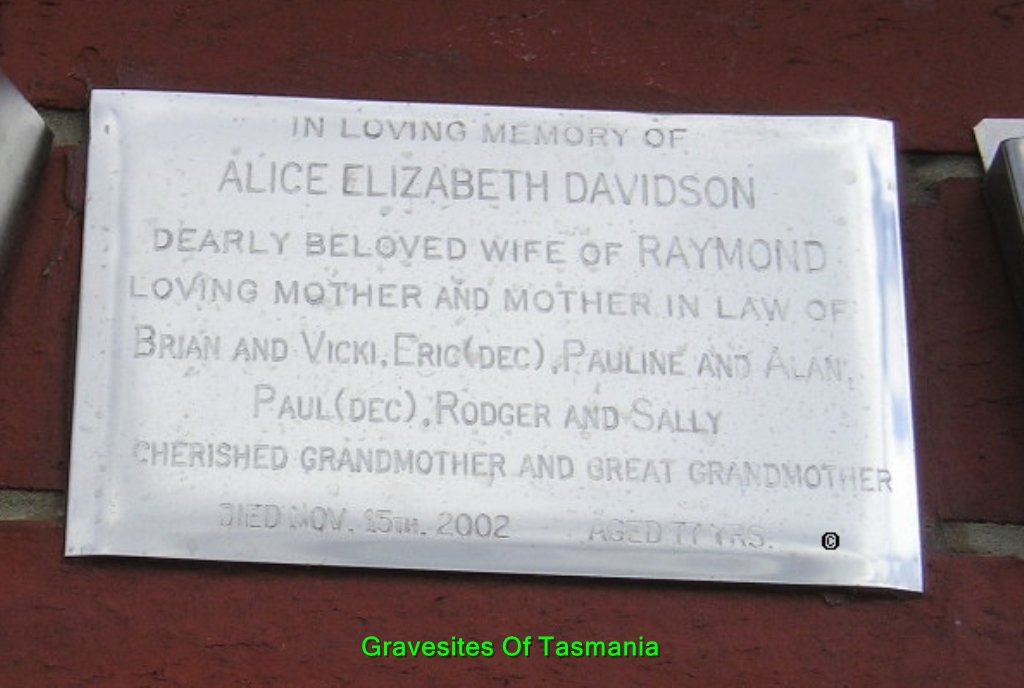 IN LOVING MEMORY OF
ALICE ELIZABETH DAVIDSON
DEARLY BELOVED WIFE OF RAYMOND
LOVING MOTHER AND MOTHER IN LAW OF
BRIAN AND VICKI, ERIC(DEC), PAULINE AND ALAN,
PAUL(DEC), RODGER AND SALLY
CHERISHED GRANDMOTHER AND GREAT GRANDMOTHER
DIED NOV. 15TH. 2002 AGED 77 YRS.
©
Gravesites Of Tasmania